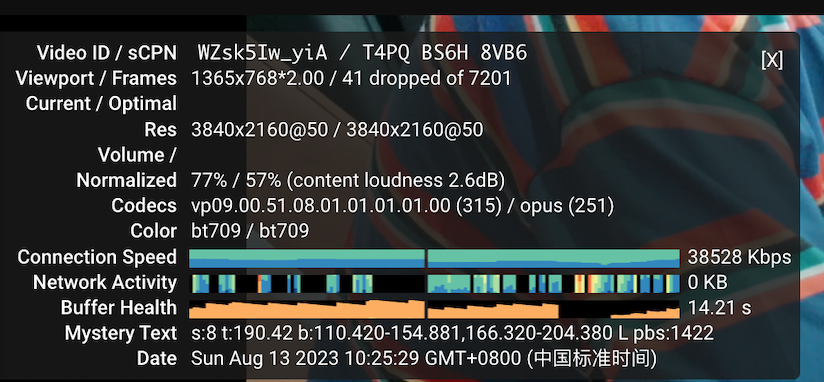 Video ID / sCPN WZsk5Iw_yiA / T4PQ BS6H 8VB6
[X]
Viewport / Frames 1365x768*2.00 / 41 dropped of 7201
Current / Optimal
Res 3840x2160@50 / 3840x2160@50
Volume /
Normalized 77% / 57% (content loudness 2.6dB)
Codecs vp09.00.51.08.01.01.01.01.00 (315) / opus (251)
Color bt709 / bt709
Connection Speed 38528 Kbps
Network Activity 0 KB
Buffer Health 14.21 s
Mystery Text s:8 t:190.42 b:110.420-154.881,166.320-204.380 L pbs:1422
Date Sun Aug 13 2023 10:25:29 GMT+0800 (中国标准时间)